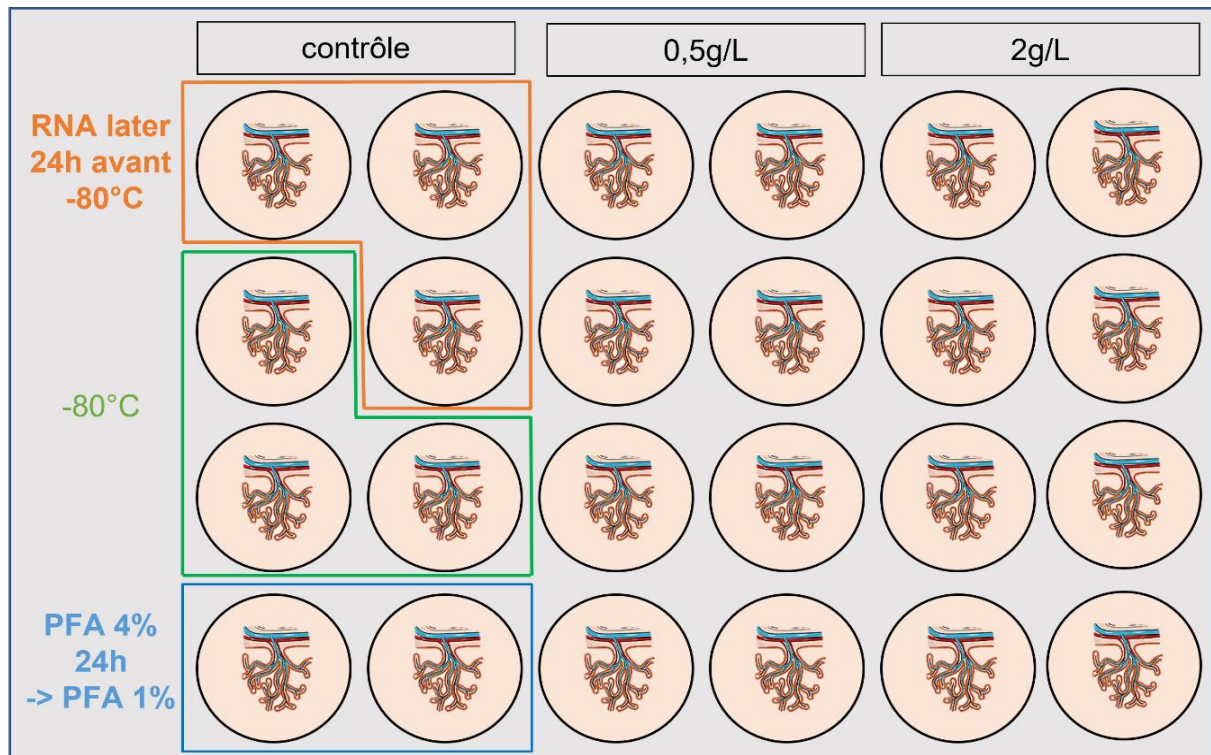 contrôle
0,5g/L
2g/L
RNA later
24h avant
-80°C
-80°C
PFA 4%
24h
-> PFA 1%